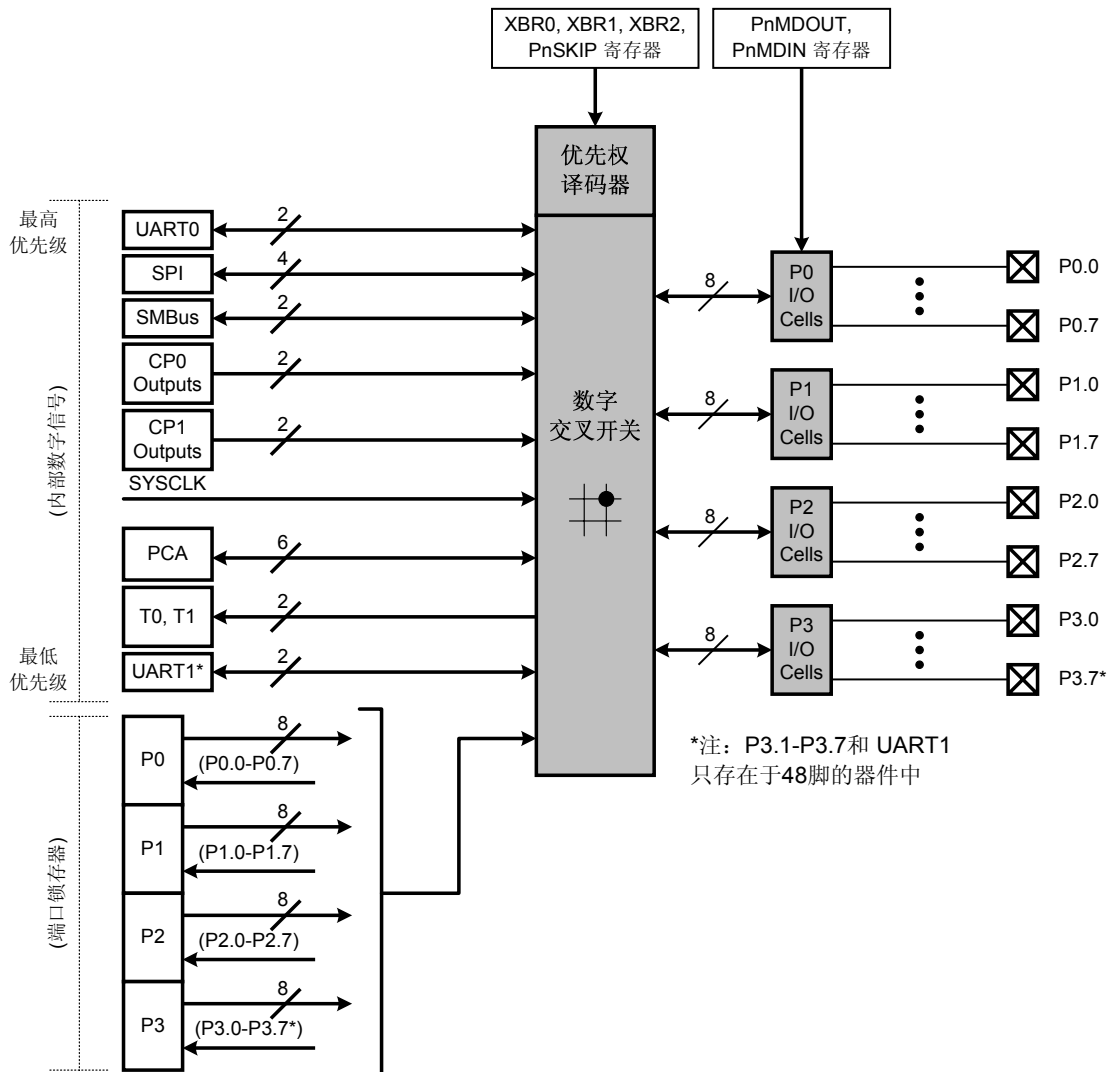 XBR0, XBR1, XBR2,
PnSKIP 寄存器
PnMDOUT,
PnMDIN 寄存器
优先权
译码器
最高
优先级
(内部数字信号)
最低
优先级
UART0
2
SPI
4
SMBus
2
CP0
Outputs
2
CP1
Outputs
2
SYSCLK
PCA
6
T0, T1
2
UART1*
2
数字
交叉开关
8
P0
I/O
Cells
P0.0
P0.7
8
P1
I/O
Cells
P1.0
P1.7
8
P2
I/O
Cells
P2.0
P2.7
8
P3
I/O
Cells
P3.0
P3.7*
*注：P3.1-P3.7和 UART1
只存在于48脚的器件中
(端口锁存器)
P0
8
(P0.0-P0.7)
P1
8
(P1.0-P1.7)
P2
8
(P2.0-P2.7)
P3
8
(P3.0-P3.7*)